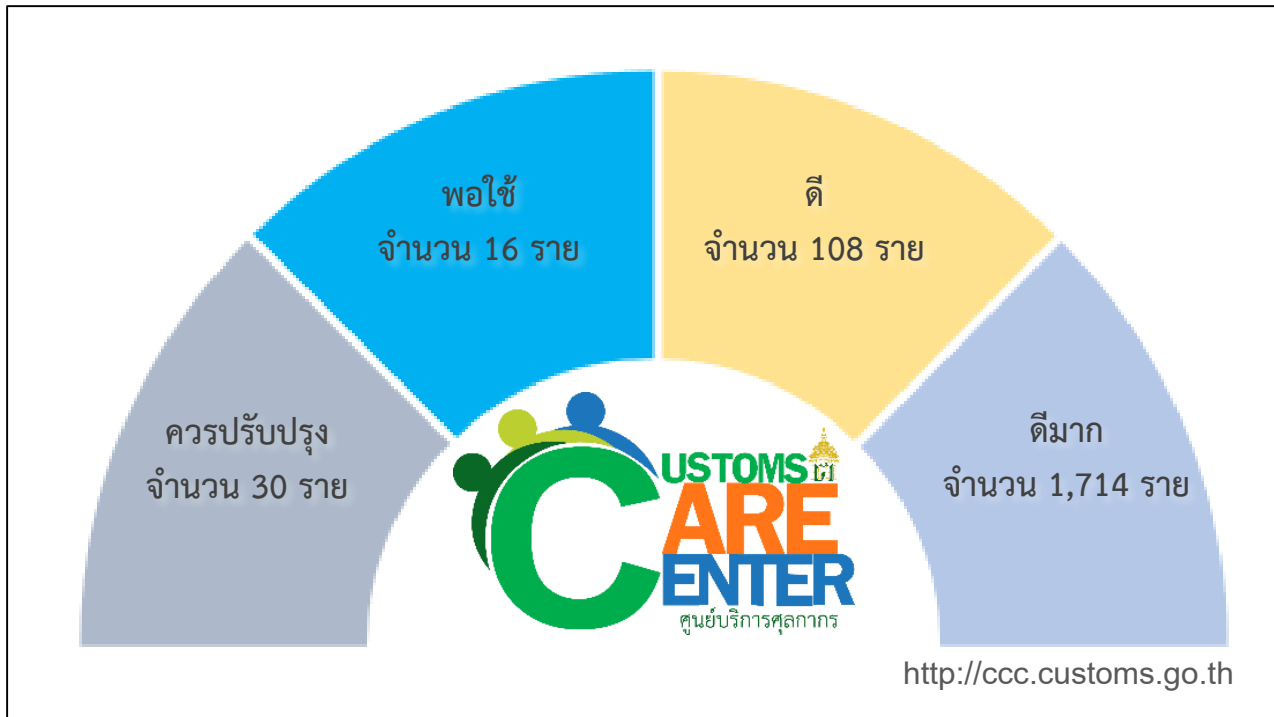 พอใช้
จำนวน 16 ราย
ดี
จำนวน 108 ราย
ควรปรับปรุง
จำนวน 30 ราย
ดีมาก
จำนวน 1,714 ราย
CUSTOMS
CARE
CENTER
ศูนย์บริการศุลกากร
http://ccc.customs.go.th